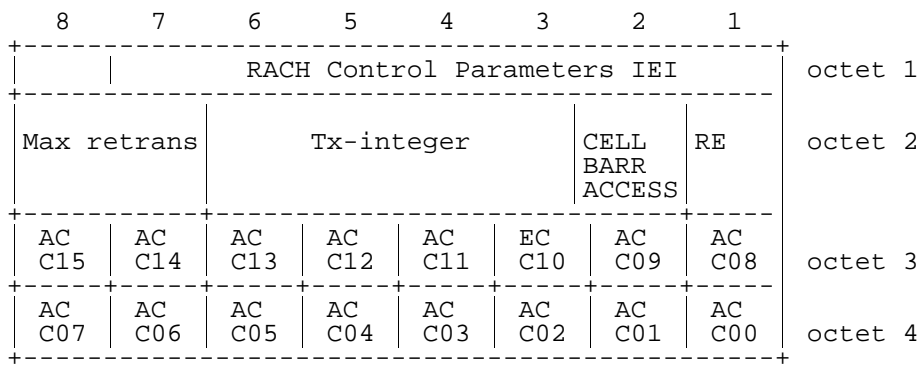 8 7 6 5 4 3 2 1
RACH Control Parameters IEI octet 1
Max retrans Tx-integer CELL RE octet 2
BARR
ACCESS
AC AC AC AC AC EC AC AC
C15 C14 C13 C12 C11 C10 C09 C08 octet 3
AC AC AC AC AC AC AC AC
C07 C06 C05 C04 C03 C02 C01 C00 octet 4